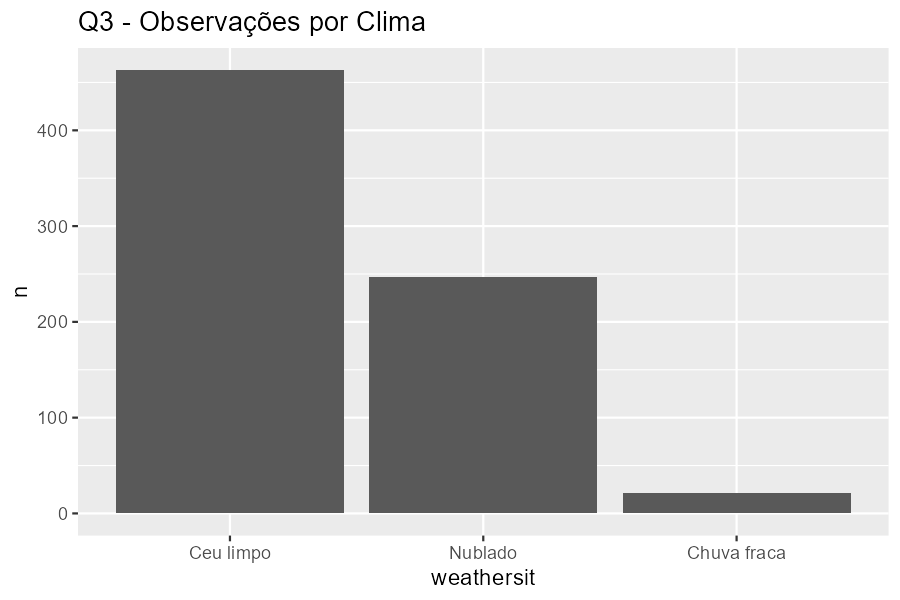 Q3 - Observações por Clima
400
300
200
100
0
n
Ceu limpo
Nublado
Chuva fraca
weathersit